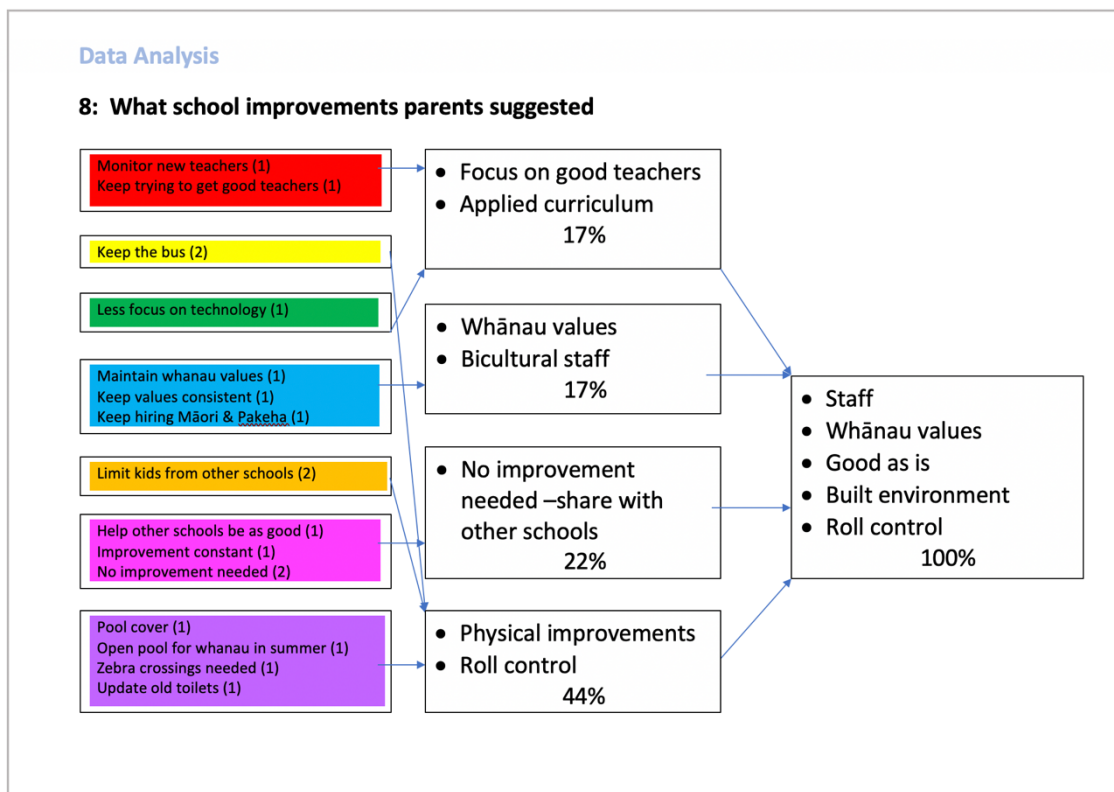 Data Analysis
8: What school improvements parents suggested
Monitor new teachers (1)
Keep trying to get good teachers (1)
Keep the bus (2)
Less focus on technology (1)
Maintain whanau values (1)
Keep values consistent (1)
Keep hiring Māori & Pakeha (1)
Limit kids from other schools (2)
Help other schools be as good (1)
Improvement constant (1)
No improvement needed (2)
Pool cover (1)
Open pool for whanau in summer (1)
Zebra crossings needed (1)
Update old toilets (1)
• Focus on good teachers
• Applied curriculum
17%
• Whānau values
• Bicultural staff
17%
• No improvement
needed –share with
other schools
22%
• Physical improvements
• Roll control
44%
• Staff
• Whānau values
• Good as is
• Built environment
• Roll control
100%